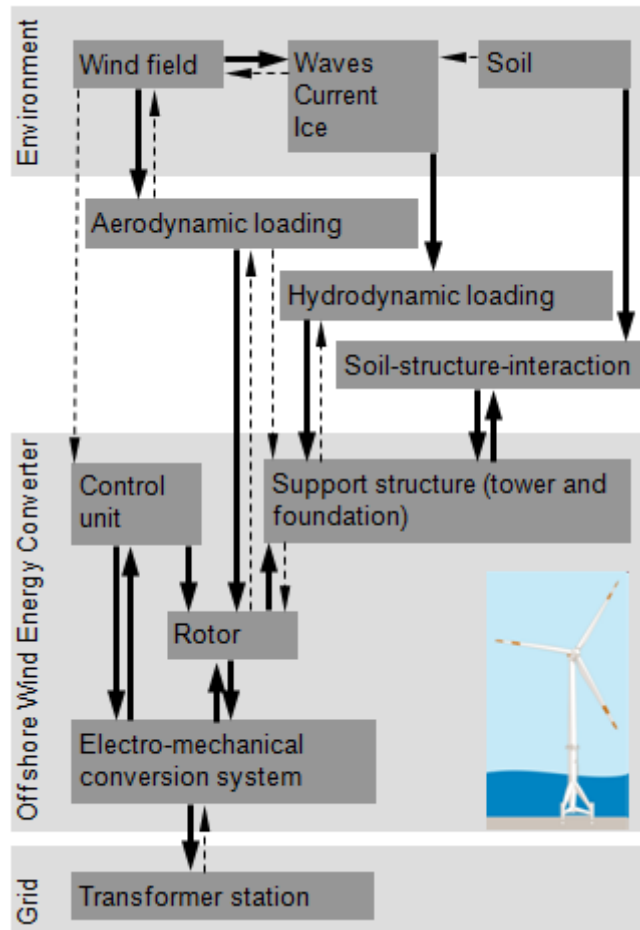 Environment
Wind field
Waves
Current
Ice
Soil
Aerodynamic loading
Hydrodynamic loading
Soil-structure-interaction
Offshore Wind Energy Converter
Control
unit
Support structure (tower and
foundation)
Rotor
Electro-mechanical
conversion system
Grid
Transformer station